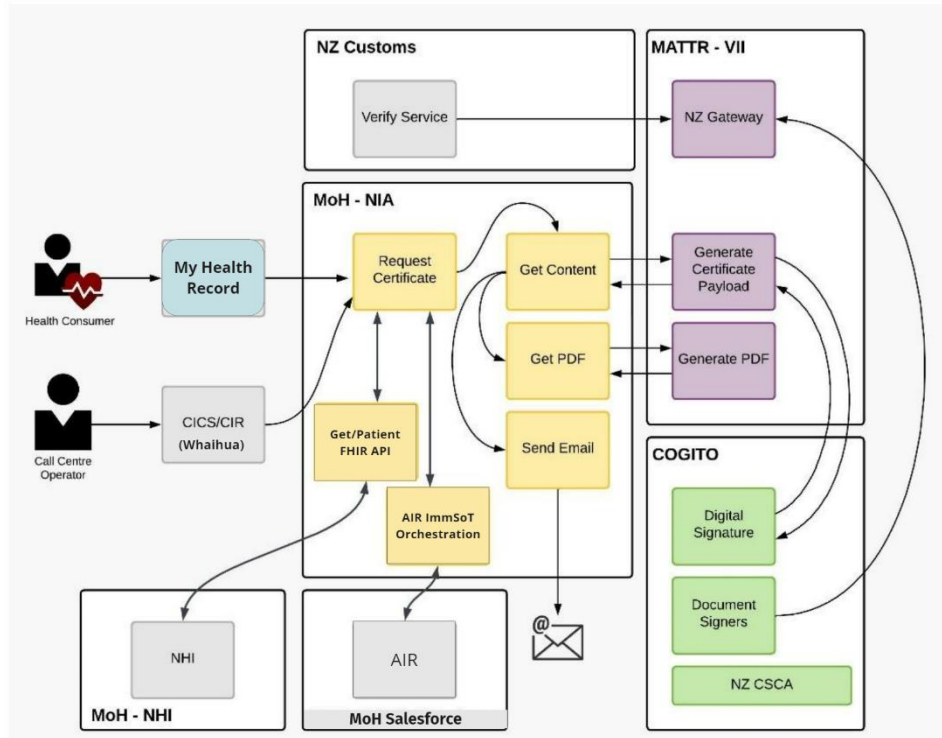 NZ Customs
Verify Service
MATTR - VII
NZ Gateway
MoH - NIA
Request
Certificate
Get Content
Generate
Certificate
Payload
My Health
Record
Health Consumer
Get PDF
Generate PDF
CICS/CIR
(Whaihua)
Call Centre
Operator
Get/Patient
FHIR API
Send Email
AIR ImmSoT
Orchestration
COGITO
Digital
Signature
Document
Signers
NZ CSCA
@
NHI
MoH - NHI
AIR
MoH Salesforce